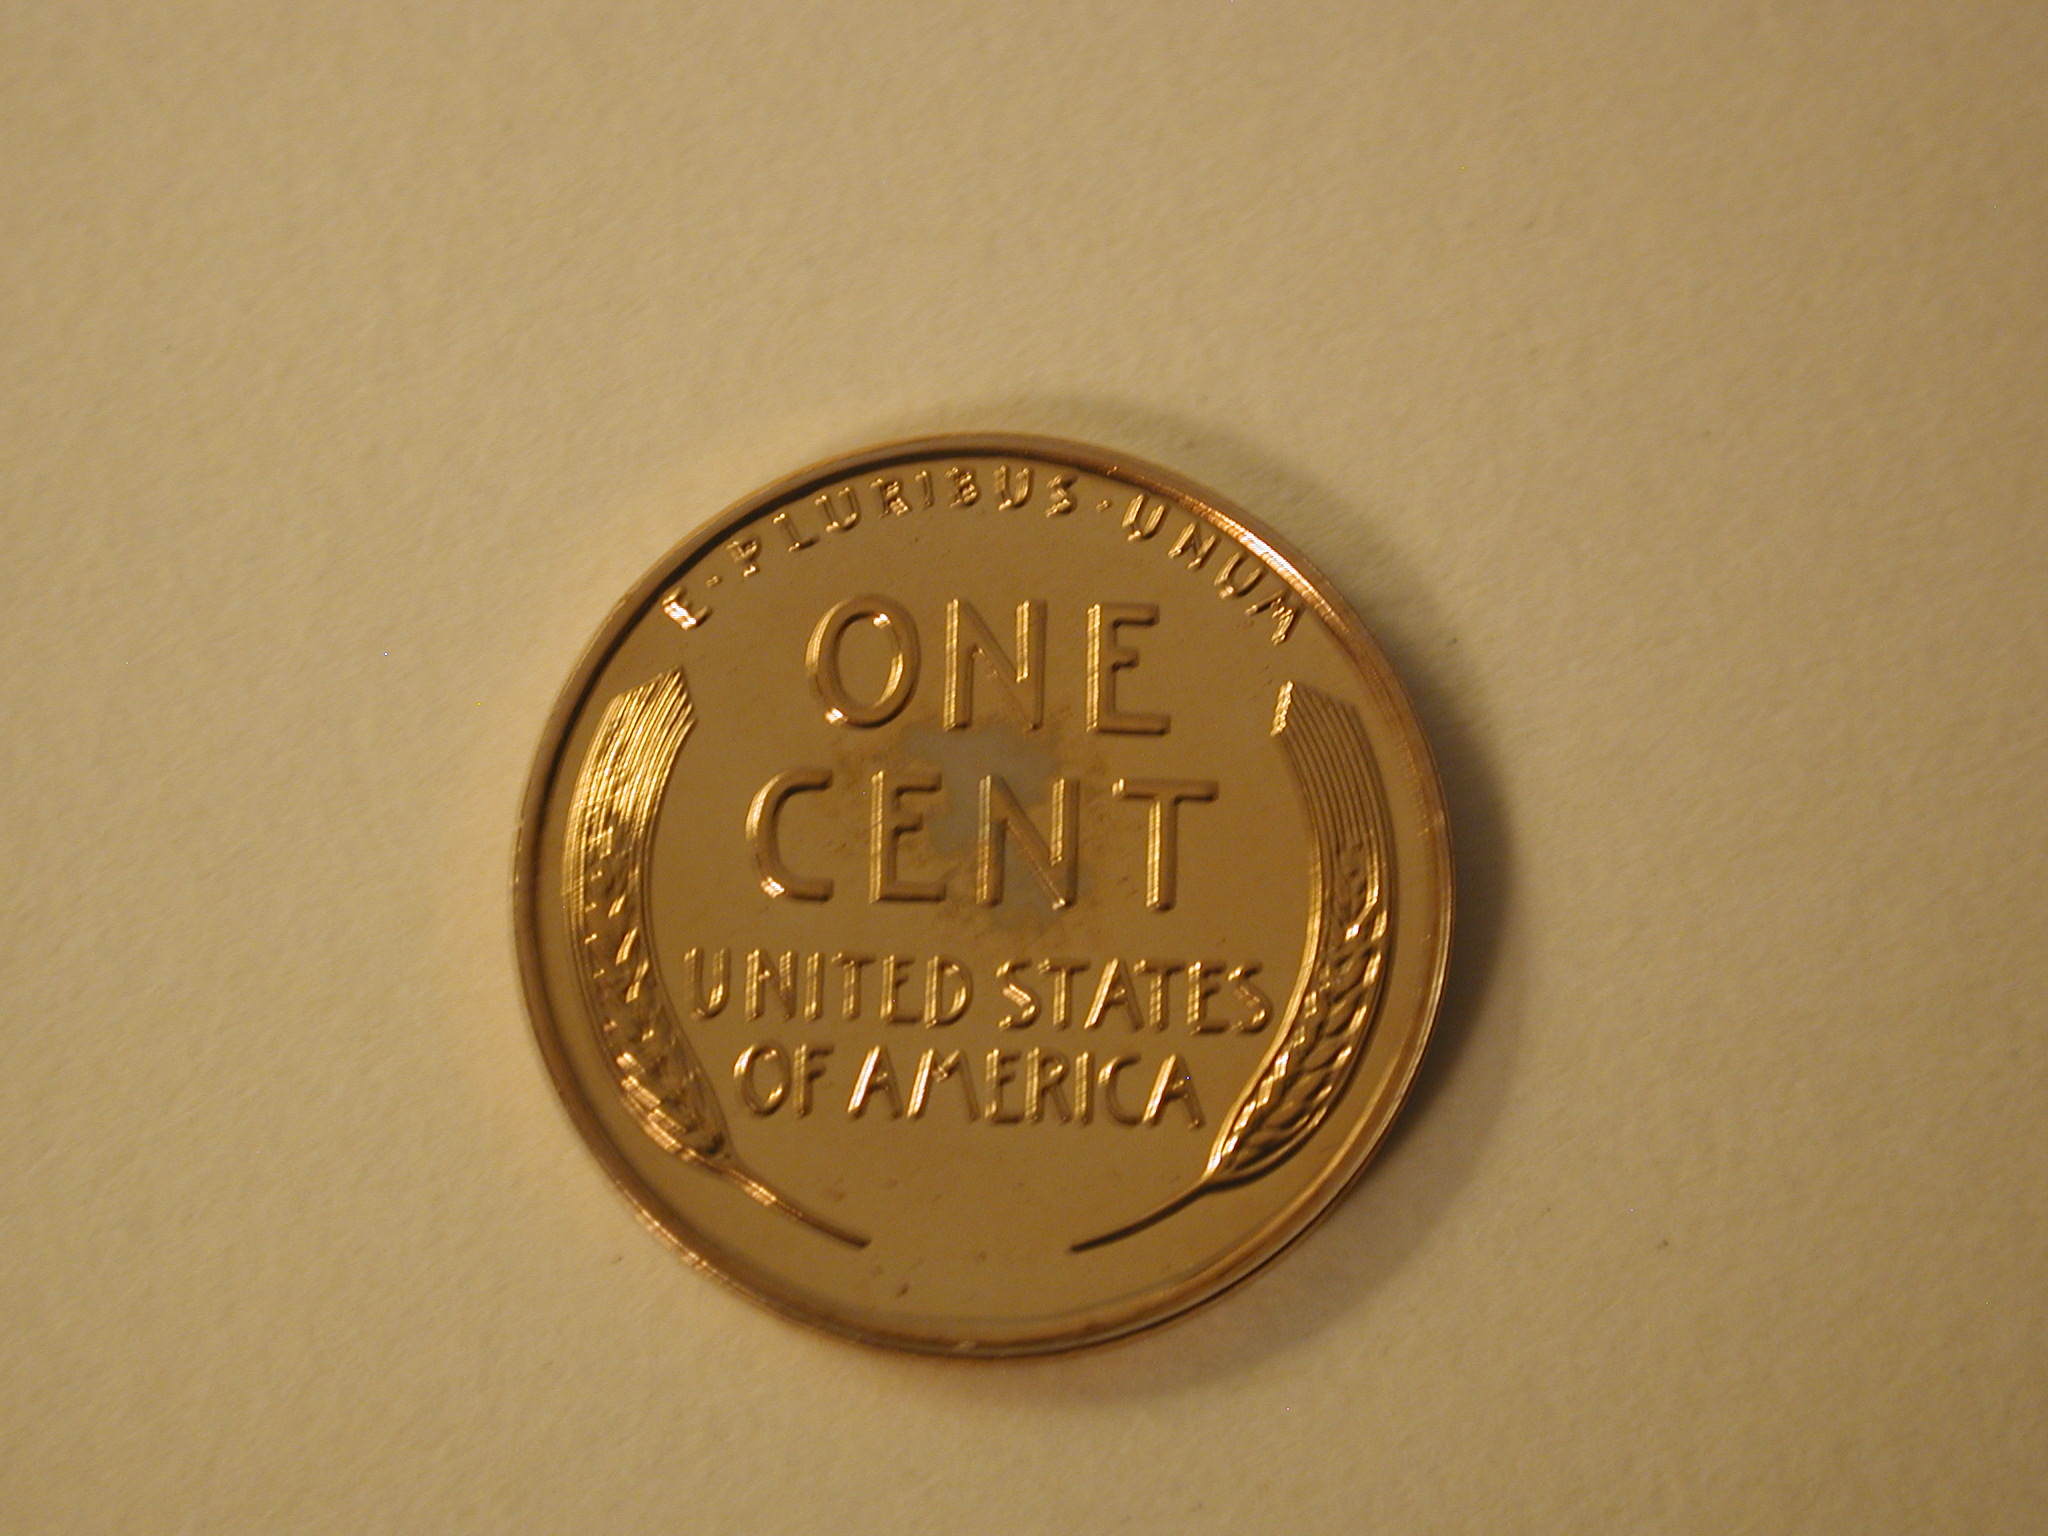 E·PLURIBUS·UNUM
ONE
CENT
UNITED STATES
OF AMERICA